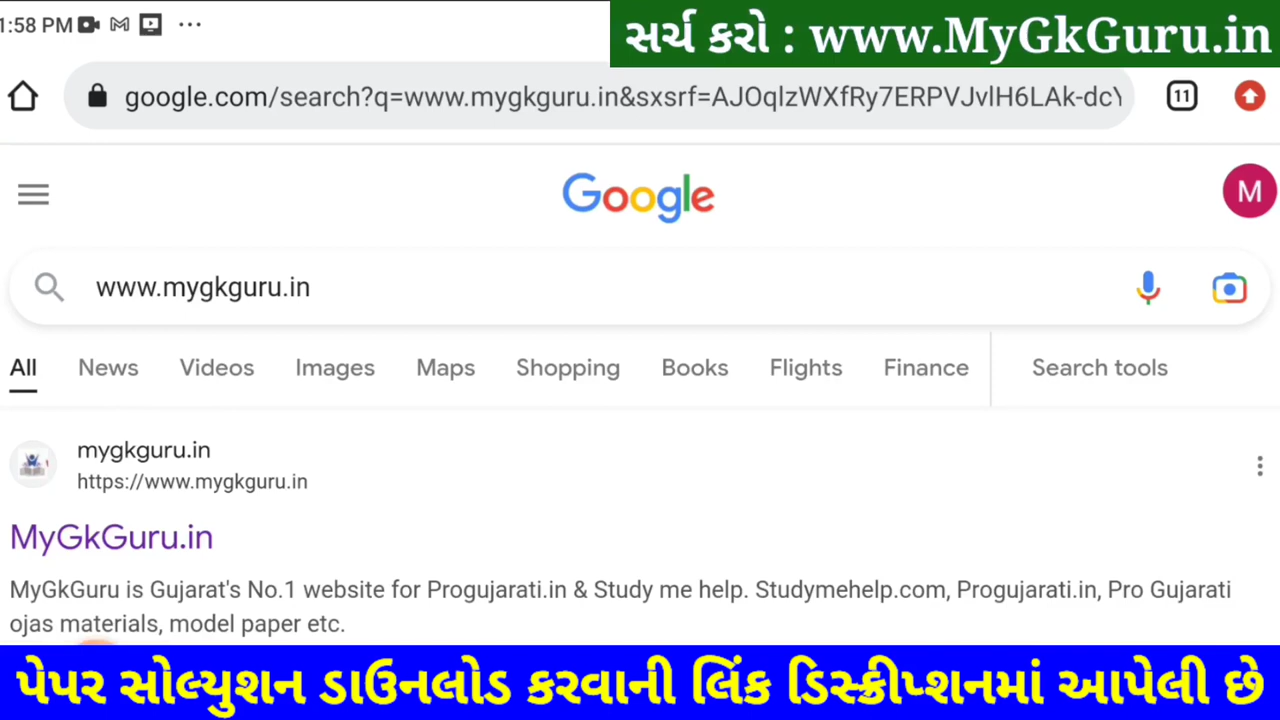 1:58 PM
સર્ચ કરો : www.MyGkGuru.in
google.com/search?q=www.mygkguru.in&sxsrf=AJOqlzWXfRy7ERPVJvlH6LAk-dcY
11
Google
M
www.mygkguru.in
All News Videos Images Maps Shopping Books Flights Finance Search tools
mygkguru.in
https://www.mygkguru.in
MyGkGuru.in
MyGkGuru is Gujarat's No.1 website for Progujarati.in & Study me help. Studymehelp.com, Progujarati.in, Pro Gujarati
ojas materials, model paper etc.
પેપર સોલ્યુશન ડાઉનલોડ કરવાની લિંક ડિસ્ક્રીપ્શનમાં આપેલી છે